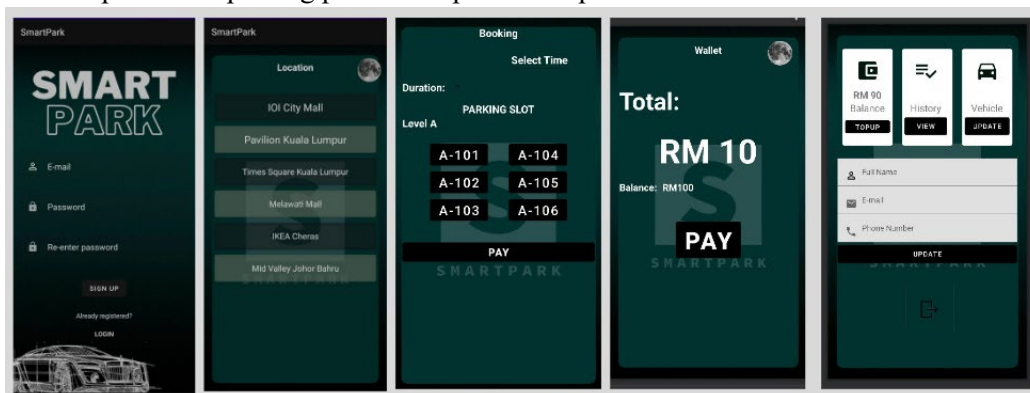 SmartPark
SMART
PARK
E-mail
Password
Re-enter password
SIGN UP
Already registered?
LOGIN
SmartPark
Location
IOI City Mall
Pavilion Kuala Lumpur
Times Square Kuala Lumpur
Melawati Mall
IKEA Cheras
Mid Valley Johor Bahru
SMARTPARK
Booking
Select Time
Duration:
PARKING SLOT
Level A
A-101 A-104
A-102 A-105
A-103 A-106
PAY
SMARTPARK
Wallet
Total:
RM 10
Balance: RM100
PAY
SMARTPARK
RM 90
Balance
TOPUP
History
VIEW
Vehicle
UPDATE
Full Name
E-mail
Phone Number
UPDATE
SMARTPARK